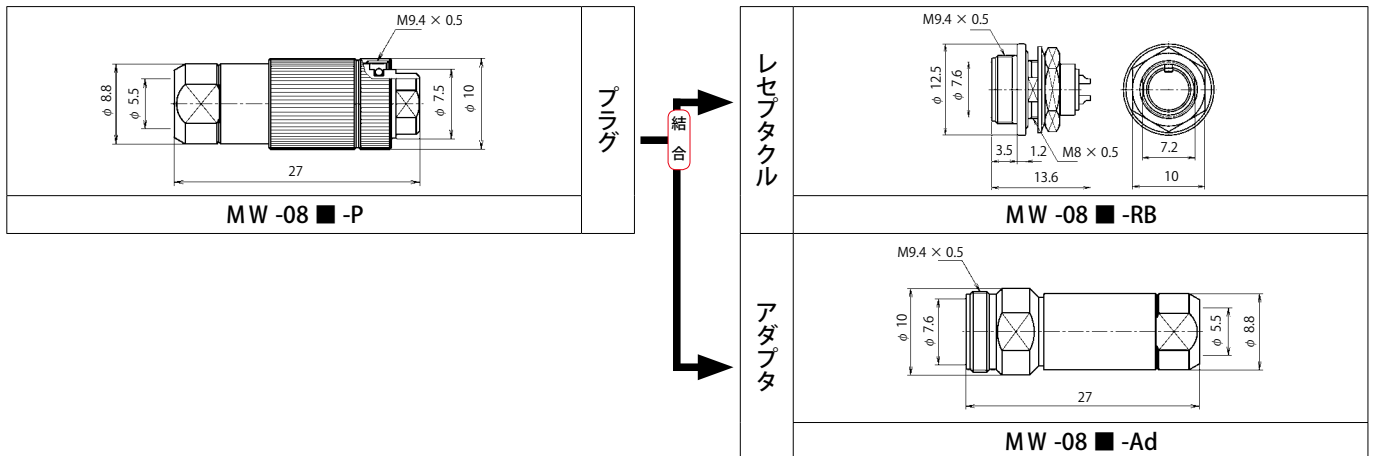 M9.4 × 0.5
φ 8.8
φ 5.5
φ 7.5
φ 10
27
MW -08 ■ -P
プラグ
結合
レセプタクル
M9.4 × 0.5
φ 12.5
φ 7.6
3.5
1.2
M8 × 0.5
13.6
7.2
10
MW -08 ■ -RB
アダプタ
M9.4 × 0.5
φ 10
φ 7.6
φ 5.5
φ 8.8
27
MW -08 ■ -Ad